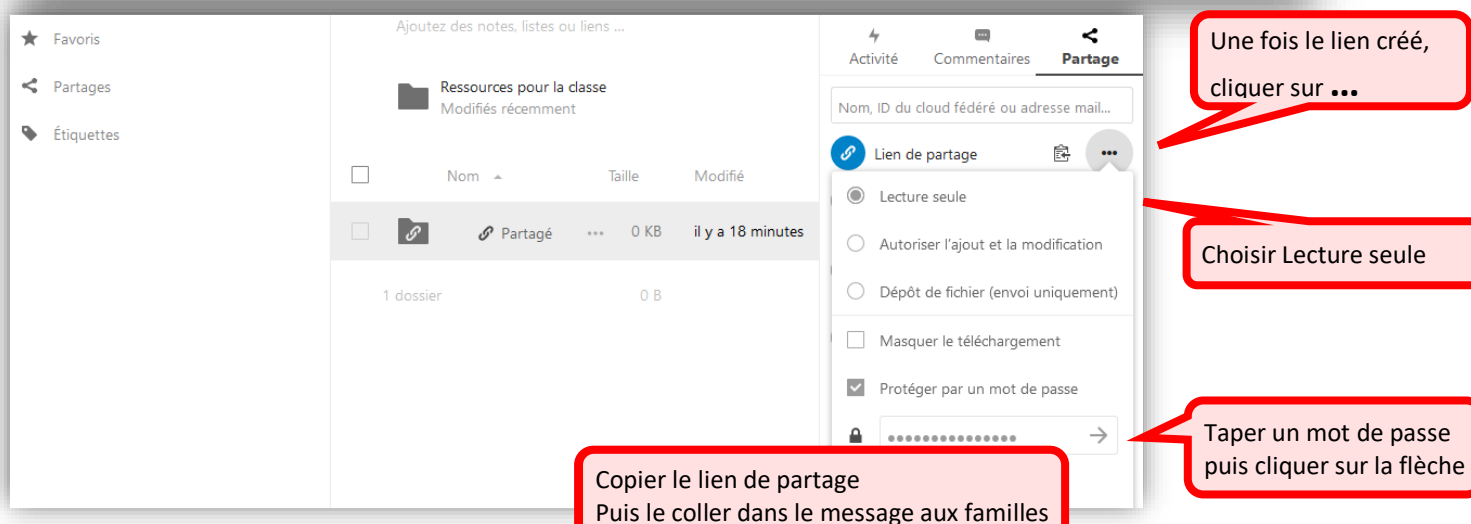 Favoris
Partages
Étiquettes
Ajoutez des notes, listes ou liens ...
Ressources pour la classe
Modifiés récemment
Nom Taille Modifié
Partagé ... 0 KB il y a 18 minutes
1 dossier 0 B
Activité Commentaires Partage
Nom, ID du cloud fédéré ou adresse mail...
Lien de partage ...
Lecture seule
Autoriser l'ajout et la modification
Dépôt de fichier (envoi uniquement)
Masquer le téléchargement
Protéger par un mot de passe
Une fois le lien créé,
cliquer sur ...
Choisir Lecture seule
Taper un mot de passe
puis cliquer sur la flèche
Copier le lien de partage
Puis le coller dans le message aux familles